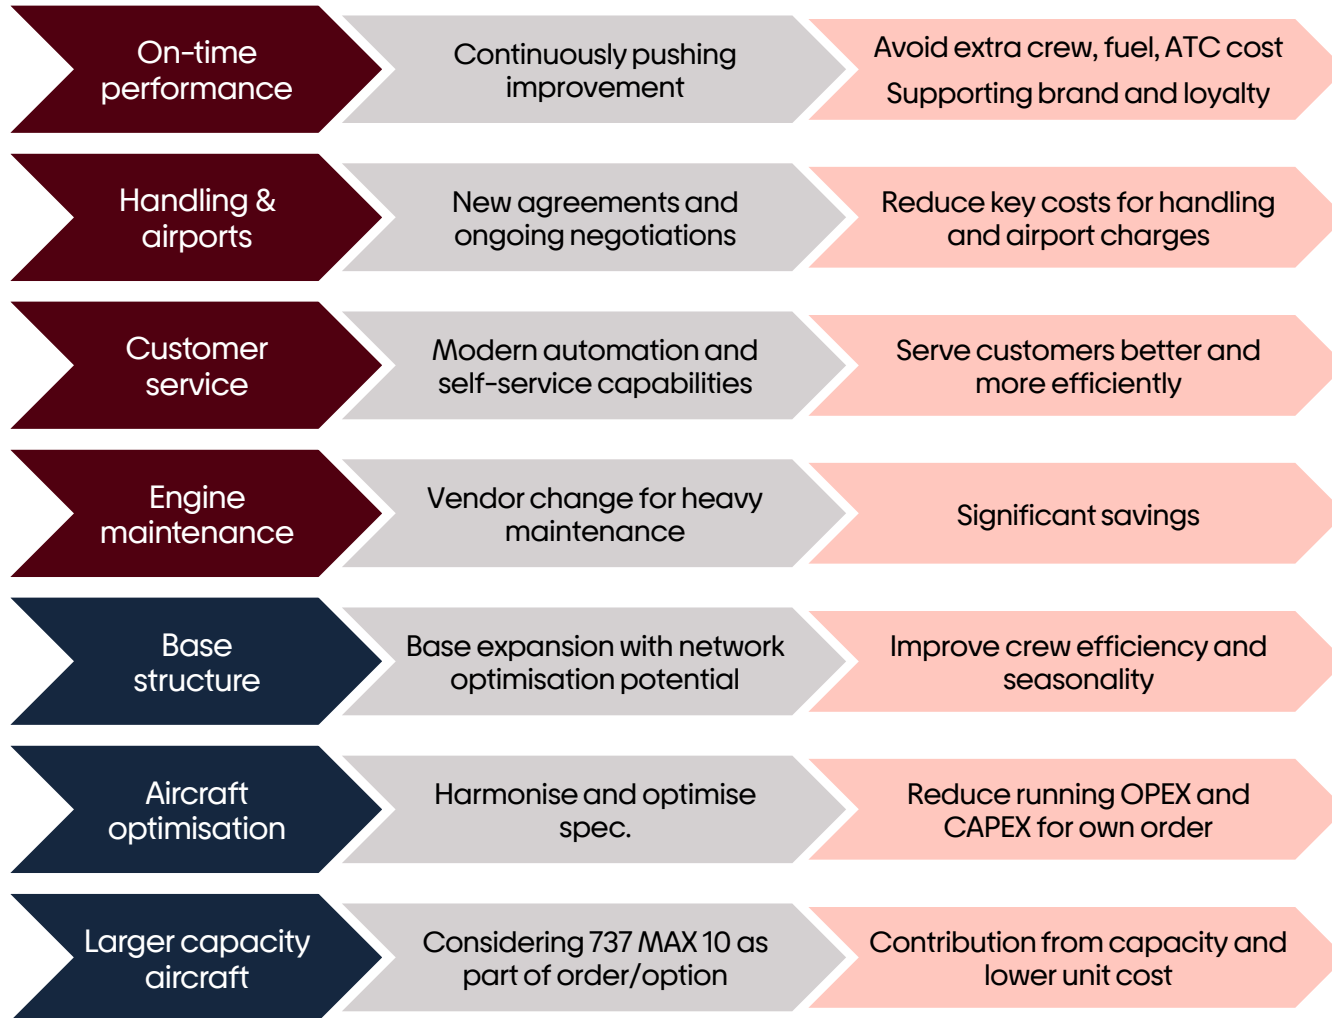 On-time
performance
Continuously pushing
improvement
Avoid extra crew, fuel, ATC cost
Supporting brand and loyalty
Handling &
airports
New agreements and
ongoing negotiations
Reduce key costs for handling
and airport charges
Customer
service
Modern automation and
self-service capabilities
Serve customers better and
more efficiently
Engine
maintenance
Vendor change for heavy
maintenance
Significant savings
Base
structure
Base expansion with network
optimisation potential
Improve crew efficiency and
seasonality
Aircraft
optimisation
Harmonise and optimise
spec.
Reduce running OPEX and
CAPEX for own order
Larger capacity
aircraft
Considering 737 MAX 10 as
part of order/option
Contribution from capacity and
lower unit cost